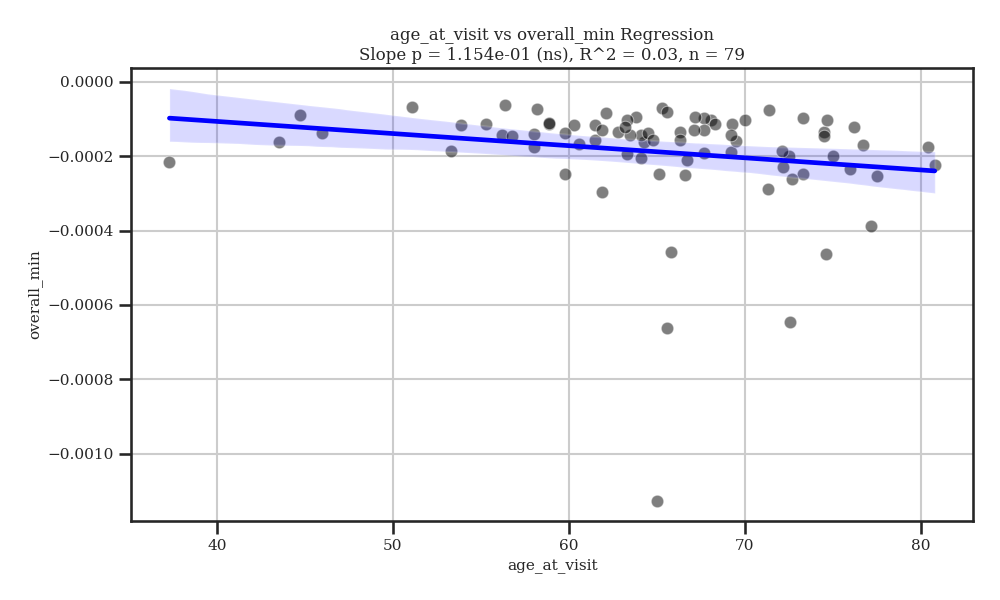 age_at_visit vs overall_min Regression
Slope p = 1.154e-01 (ns), R^2 = 0.03, n = 79
0.0000
−0.0002
−0.0004
−0.0006
−0.0008
−0.0010
overall_min
40 50 60 70 80
age_at_visit